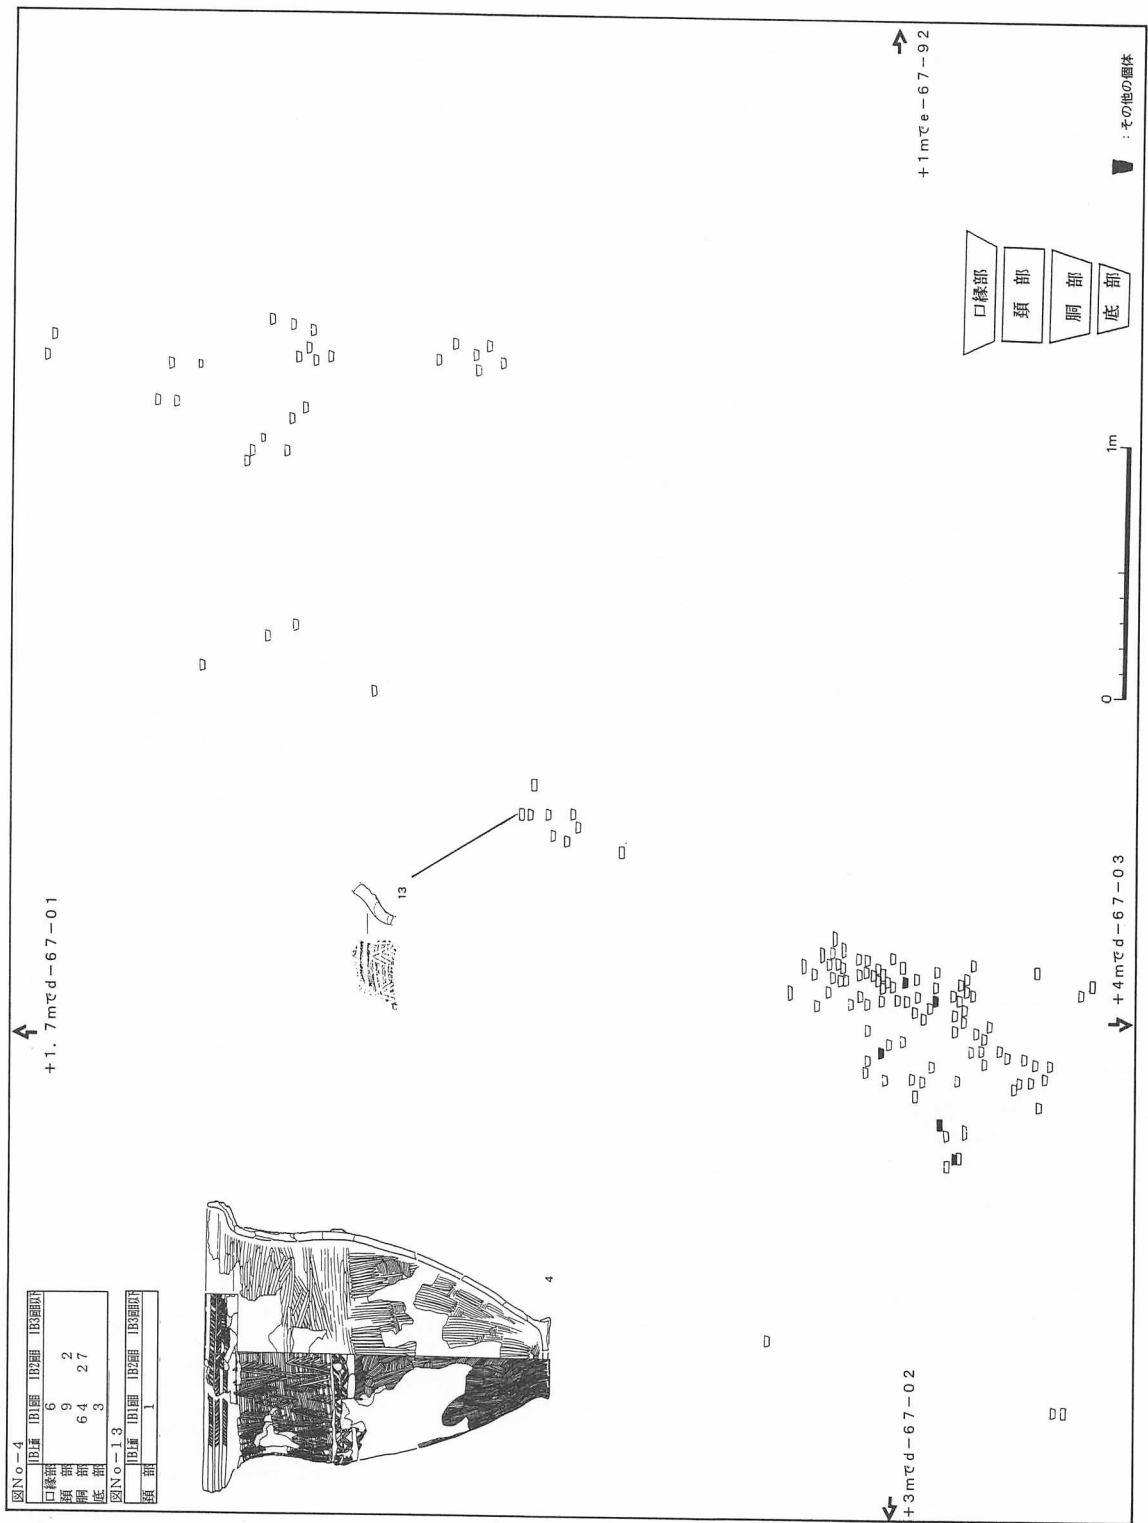 図No-4
IB上面 IB1回目 IB2回目 IB3回目以下
口縁部 6
頚部 9 2
胴部 64 27
底部 3
図No-13
IB上面 IB1回目 IB2回目 IB3回目以下
頚部 1
+1.7mでd-67-01
4
13
+3mでd-67-02
+4mでd-67-03
+1mでe-67-92
0
1m
口縁部
頚部
胴部
底部
:その他の個体